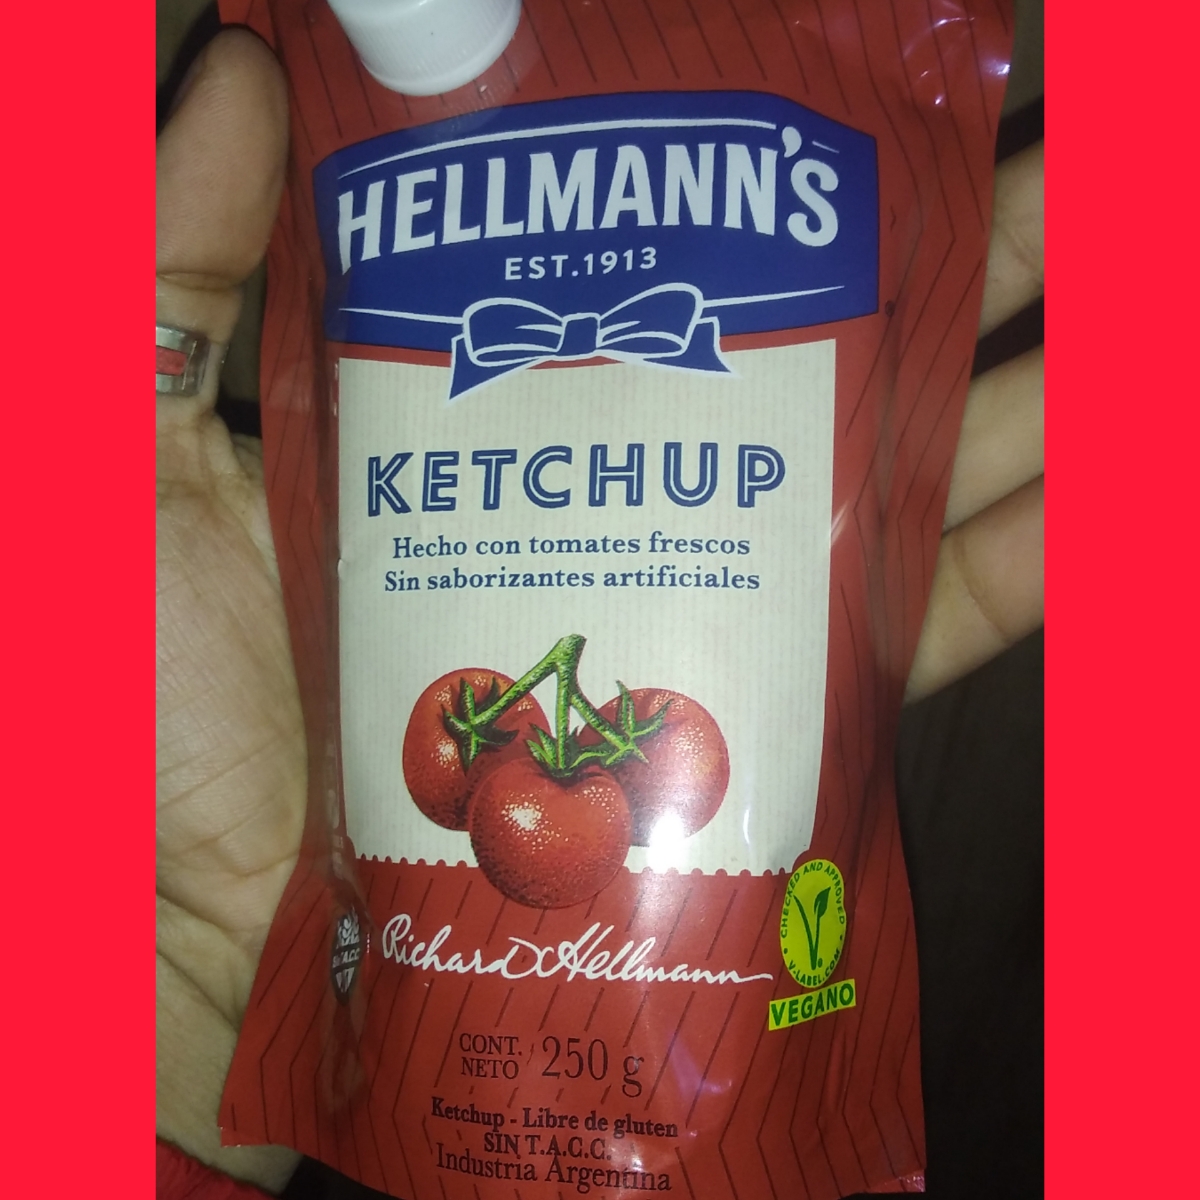 HELLMANN'S
EST.1913
KETCHUP
Hecho con tomates frescos
Sin saborizantes artificiales
Richard Hellmann
CHECKED AND APPROVED
V-LABEL.COM
VEGANO
CONT. NETO 250 g
Ketchup - Libre de gluten
SIN T.A.C.C.
Industria Argentina